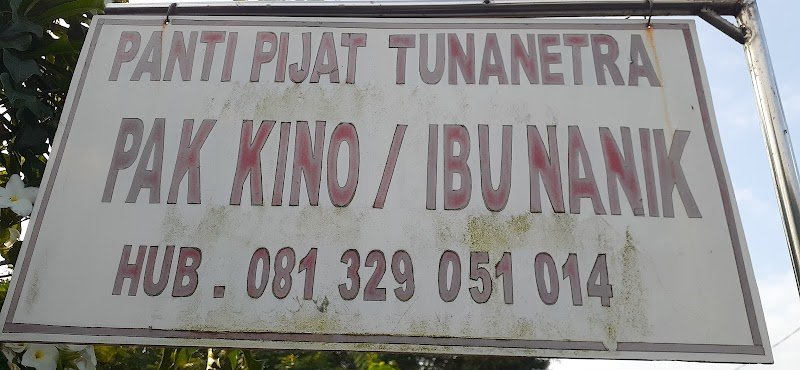 PANTI PIJAT TUNANETRA
PAK KINO / IBU NANIK
HUB . 081 329 051 014